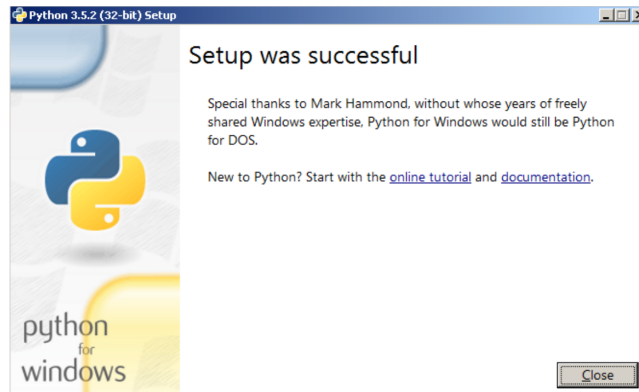 Python 3.5.2 (32-bit) Setup
Setup was successful
Special thanks to Mark Hammond, without whose years of freely
shared Windows expertise, Python for Windows would still be Python
for DOS.
New to Python? Start with the online tutorial and documentation.
python
for
windows
Close